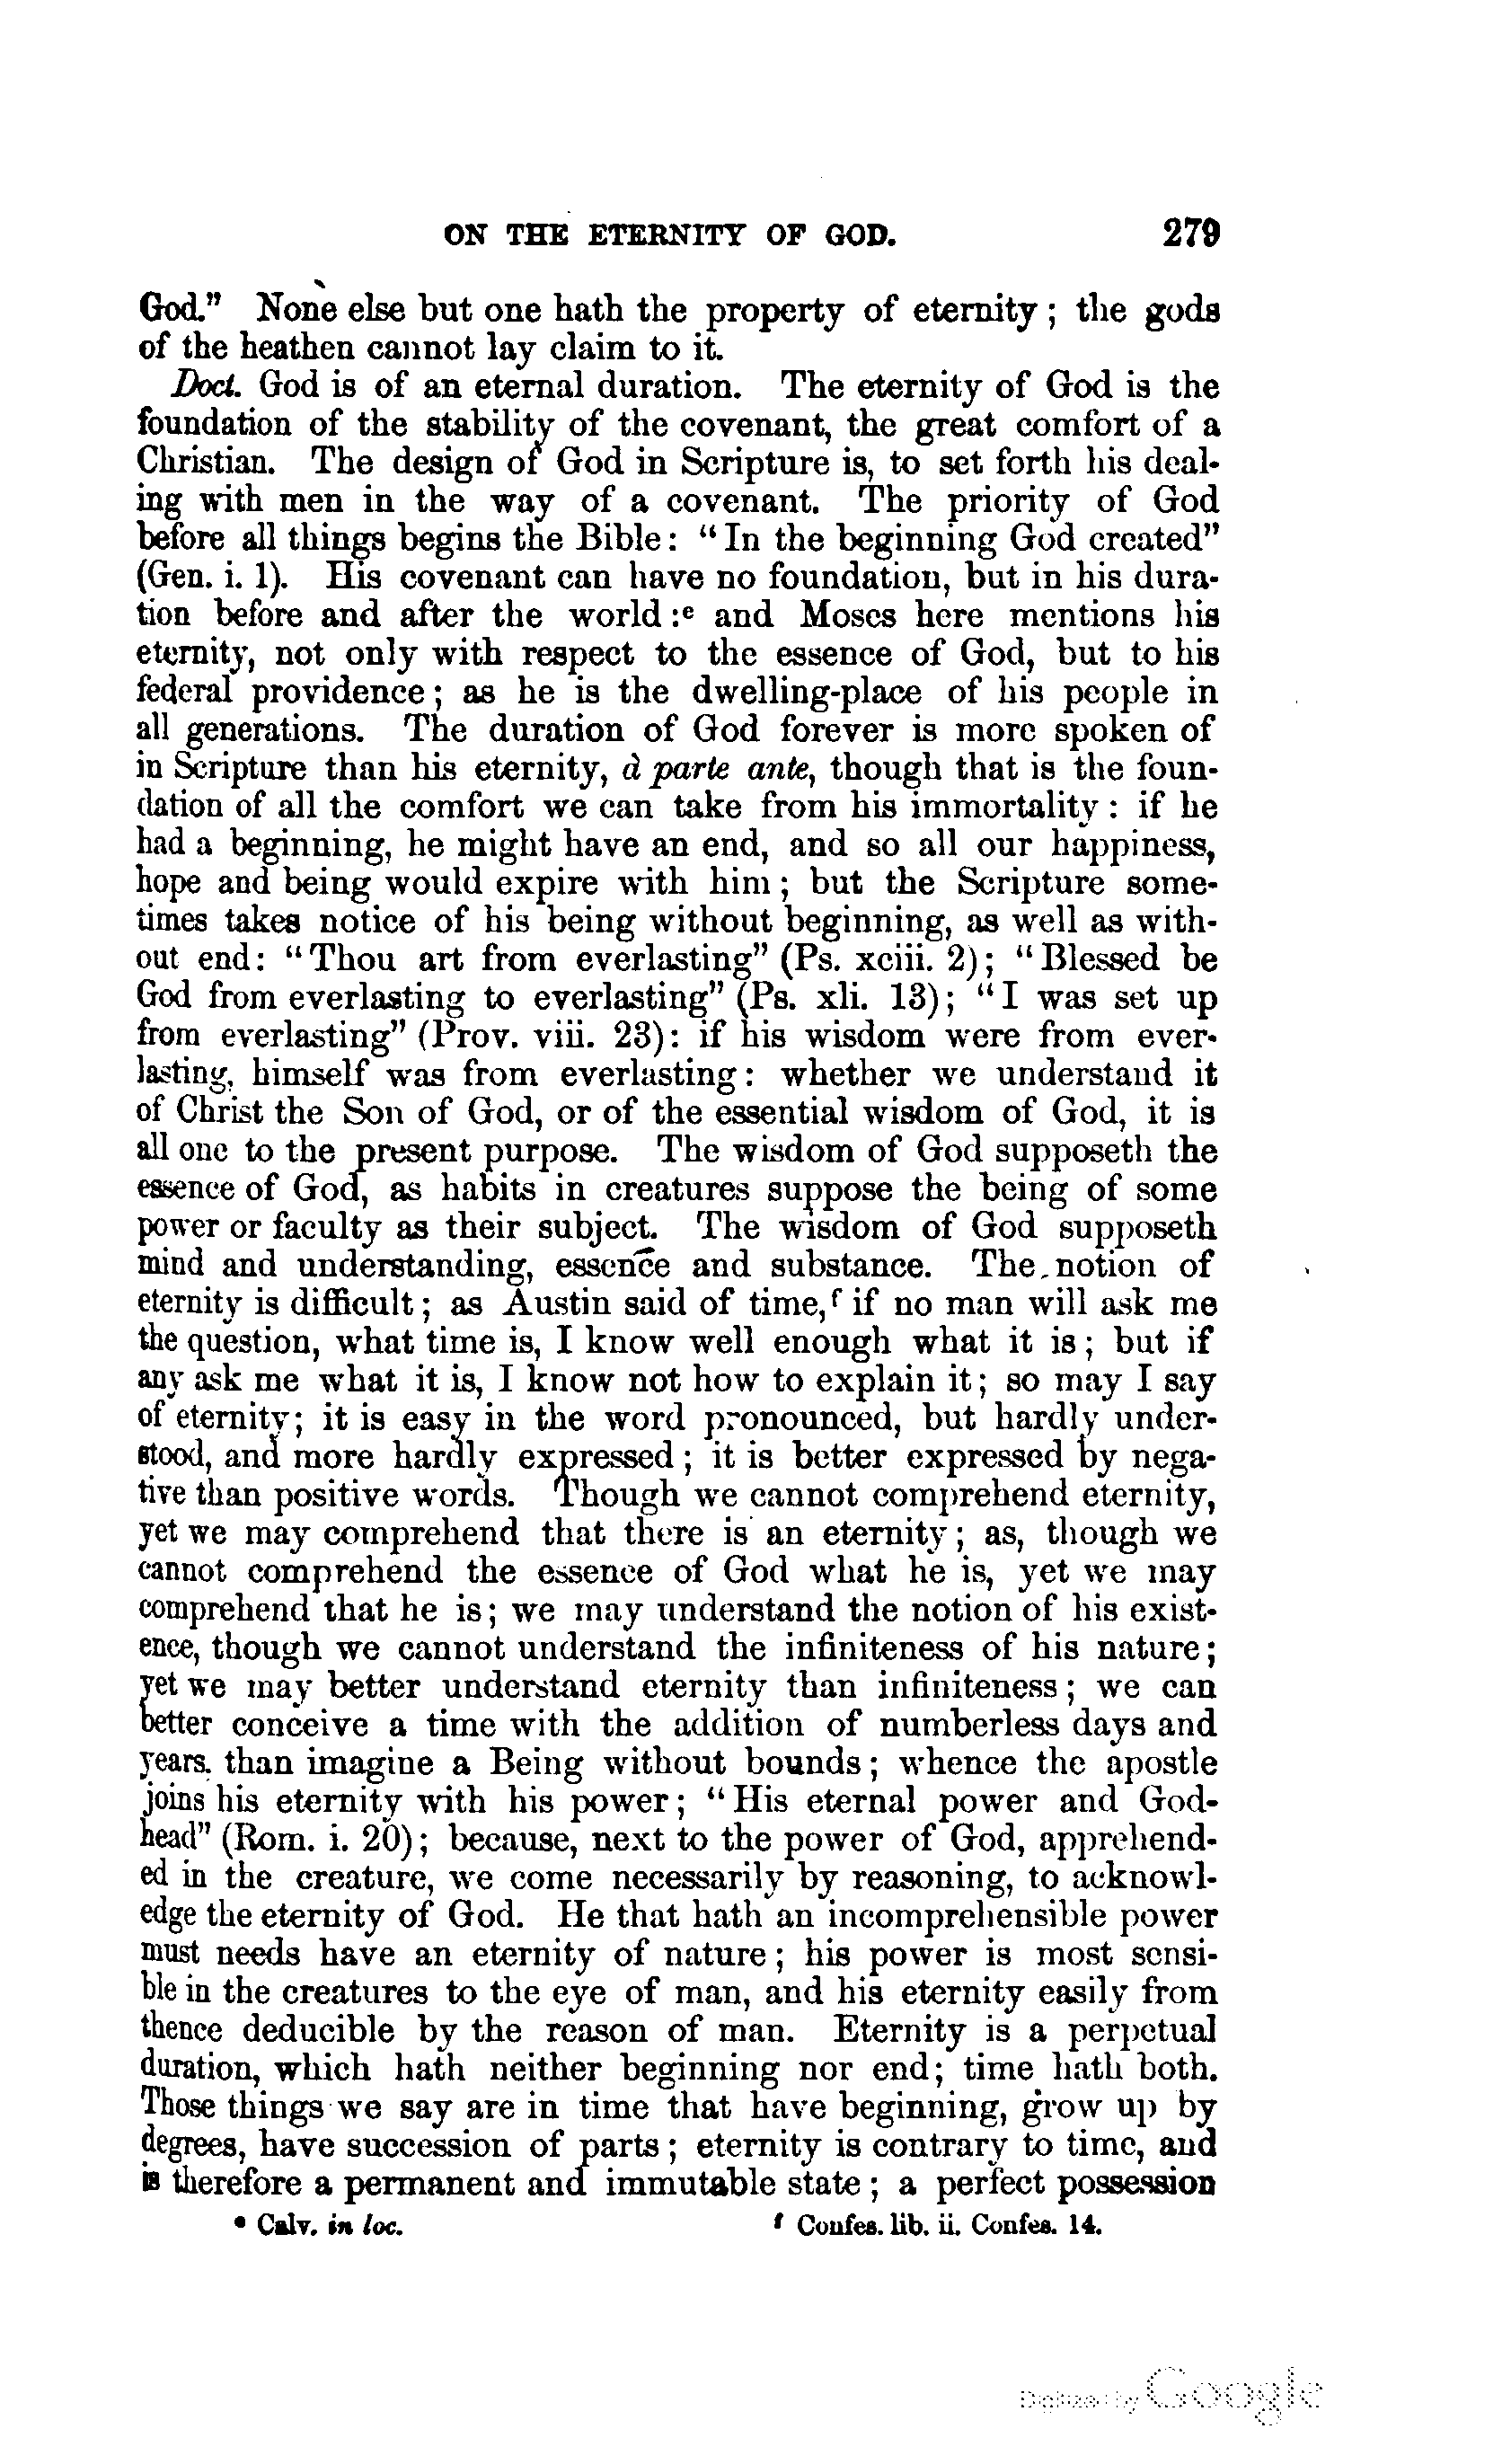 ON THE ETERNITY OF GOD. 279
God." None else but one hath the property of eternity; the gods
of the heathen cannot lay claim to it.
Doct. God is of an eternal duration. The eternity of God is the
foundation of the stability of the covenant, the great comfort of a
Christian. The design of God in Scripture is, to set forth his deal-
ing with men in the way of a covenant. The priority of God
before all things begins the Bible: "In the beginning God created"
(Gen. i. 1). His covenant can have no foundation, but in his dura-
tion before and after the world:ᵉ and Moses here mentions his
eternity, not only with respect to the essence of God, but to his
federal providence; as he is the dwelling-place of his people in
all generations. The duration of God forever is more spoken of
in Scripture than his eternity, à parte ante, though that is the foun-
dation of all the comfort we can take from his immortality: if he
had a beginning, he might have an end, and so all our happiness,
hope and being would expire with him; but the Scripture some-
times takes notice of his being without beginning, as well as with-
out end: "Thou art from everlasting" (Ps. xciii. 2); "Blessed be
God from everlasting to everlasting" (Ps. xli. 13); "I was set up
from everlasting" (Prov. viii. 23): if his wisdom were from ever-
lasting, himself was from everlasting: whether we understand it
of Christ the Son of God, or of the essential wisdom of God, it is
all one to the present purpose. The wisdom of God supposeth the
essence of God, as habits in creatures suppose the being of some
power or faculty as their subject. The wisdom of God supposeth
mind and understanding, essence and substance. The notion of
eternity is difficult; as Austin said of time,ᶠ if no man will ask me
the question, what time is, I know well enough what it is; but if
any ask me what it is, I know not how to explain it; so may I say
of eternity; it is easy in the word pronounced, but hardly under-
stood, and more hardly expressed; it is better expressed by nega-
tive than positive words. Though we cannot comprehend eternity,
yet we may comprehend that there is an eternity; as, though we
cannot comprehend the essence of God what he is, yet we may
comprehend that he is; we may understand the notion of his exist-
ence, though we cannot understand the infiniteness of his nature;
yet we may better understand eternity than infiniteness; we can
better conceive a time with the addition of numberless days and
years, than imagine a Being without bounds; whence the apostle
joins his eternity with his power; "His eternal power and God-
head" (Rom. i. 20); because, next to the power of God, apprehend-
ed in the creature, we come necessarily by reasoning, to acknowl-
edge the eternity of God. He that hath an incomprehensible power
must needs have an eternity of nature; his power is most sensi-
ble in the creatures to the eye of man, and his eternity easily from
thence deducible by the reason of man. Eternity is a perpetual
duration, which hath neither beginning nor end; time hath both.
Those things we say are in time that have beginning, grow up by
degrees, have succession of parts; eternity is contrary to time, and
is therefore a permanent and immutable state; a perfect possession
ᵉ Calv. in loc. ᶠ Confes. lib. ii. Confes. 14.
Digitized by Google